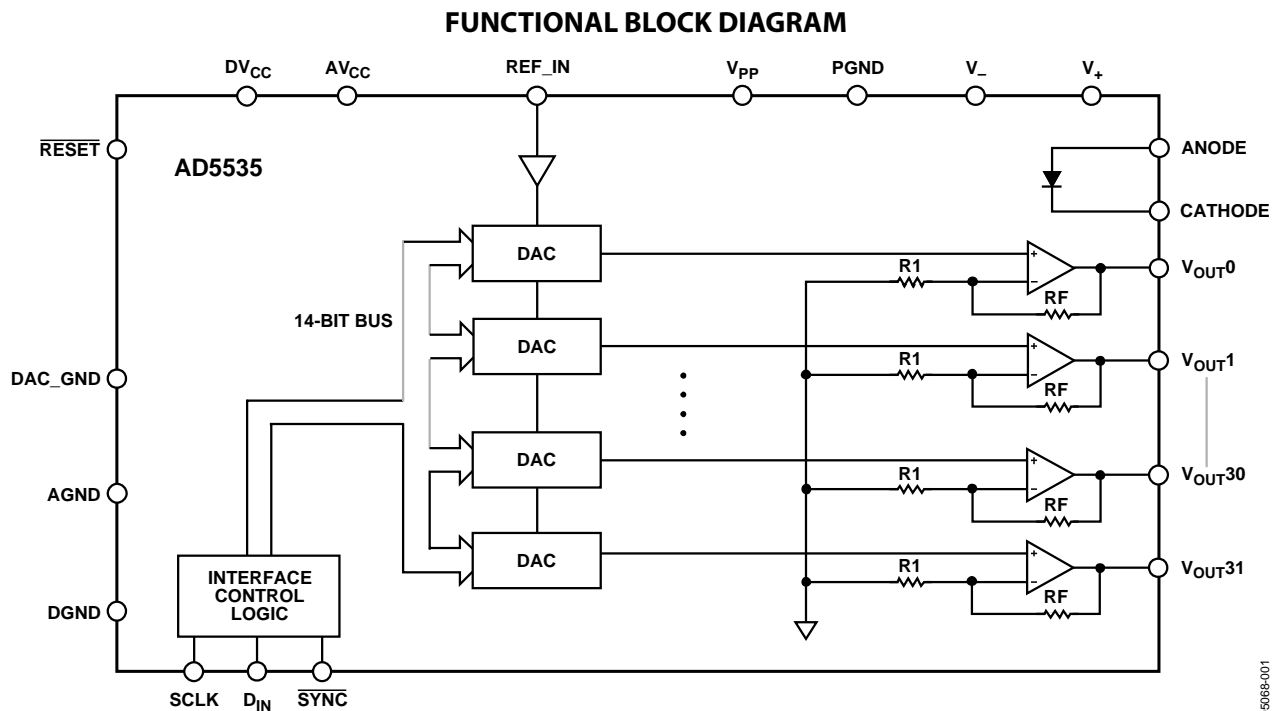 FUNCTIONAL BLOCK DIAGRAM
DVCC AVCC REF_IN VPP PGND V– V+
RESET
AD5535
ANODE
CATHODE
DAC
R1
+
–
RF
VOUT0
14-BIT BUS
DAC
R1
+
–
RF
VOUT1
DAC_GND
DAC
R1
+
–
RF
VOUT30
AGND
DAC
R1
+
–
RF
VOUT31
INTERFACE
CONTROL
LOGIC
DGND
SCLK DIN SYNC
5068-001